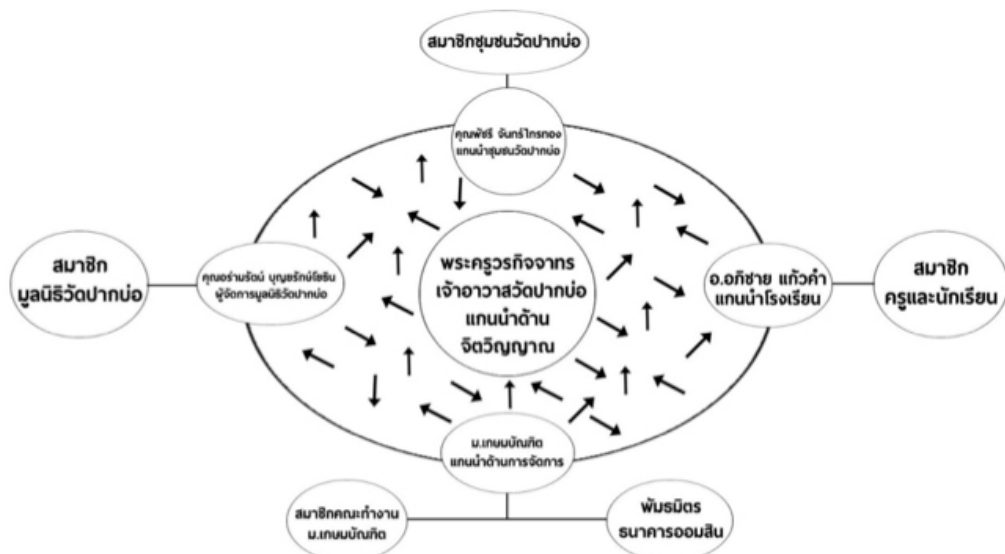 สมาชิกชุมชนวัดปากบ่อ
คุณพัชรี จันทร์ไกรทอง
แกนนำชุมชนวัดปากบ่อ
สมาชิก
มูลนิธิวัดปากบ่อ
คุณอร่ามรัตน์ บุญยรักษ์โยธิน
ผู้จัดการมูลนิธิวัดปากบ่อ
พระครูวรกิจจาทร
เจ้าอาวาสวัดปากบ่อ
แกนนำด้าน
จิตวิญญาณ
อ.อภิชาย แก้วคำ
แกนนำโรงเรียน
สมาชิก
ครูและนักเรียน
ม.เกษมบัณฑิต
แกนนำด้านการจัดการ
สมาชิกคณะทำงาน
ม.เกษมบัณฑิต
พันธมิตร
ธนาคารออมสิน